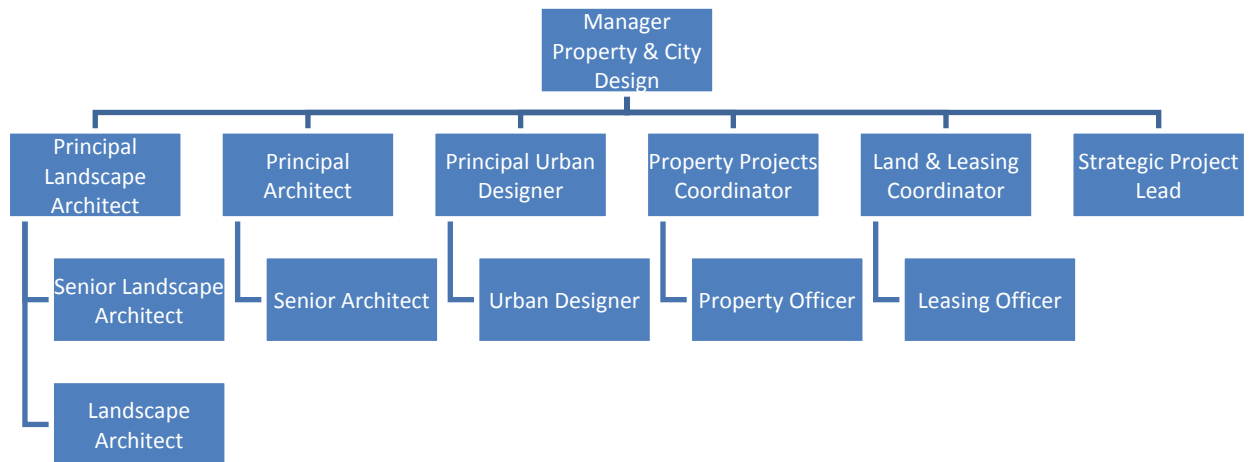 Manager
Property & City
Design
Principal
Landscape
Architect
Principal
Architect
Principal Urban
Designer
Property Projects
Coordinator
Land & Leasing
Coordinator
Strategic Project
Lead
Senior Landscape
Architect
Senior Architect
Urban Designer
Property Officer
Leasing Officer
Landscape
Architect